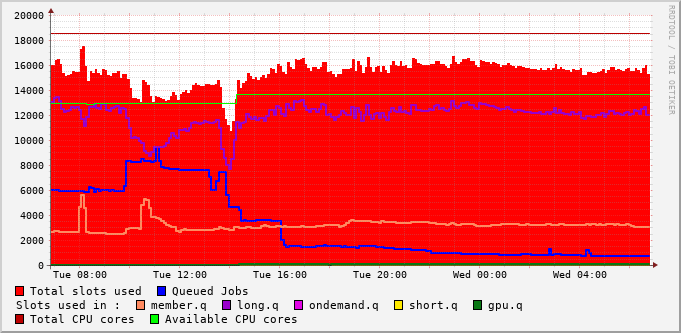 RRDTOOL / TOBI OETIKER
20000
18000
16000
14000
12000
10000
8000
6000
4000
2000
0
Tue 08:00 Tue 12:00 Tue 16:00 Tue 20:00 Wed 00:00 Wed 04:00
Total slots used Queued Jobs
Slots used in : member.q long.q ondemand.q short.q gpu.q
Total CPU cores Available CPU cores